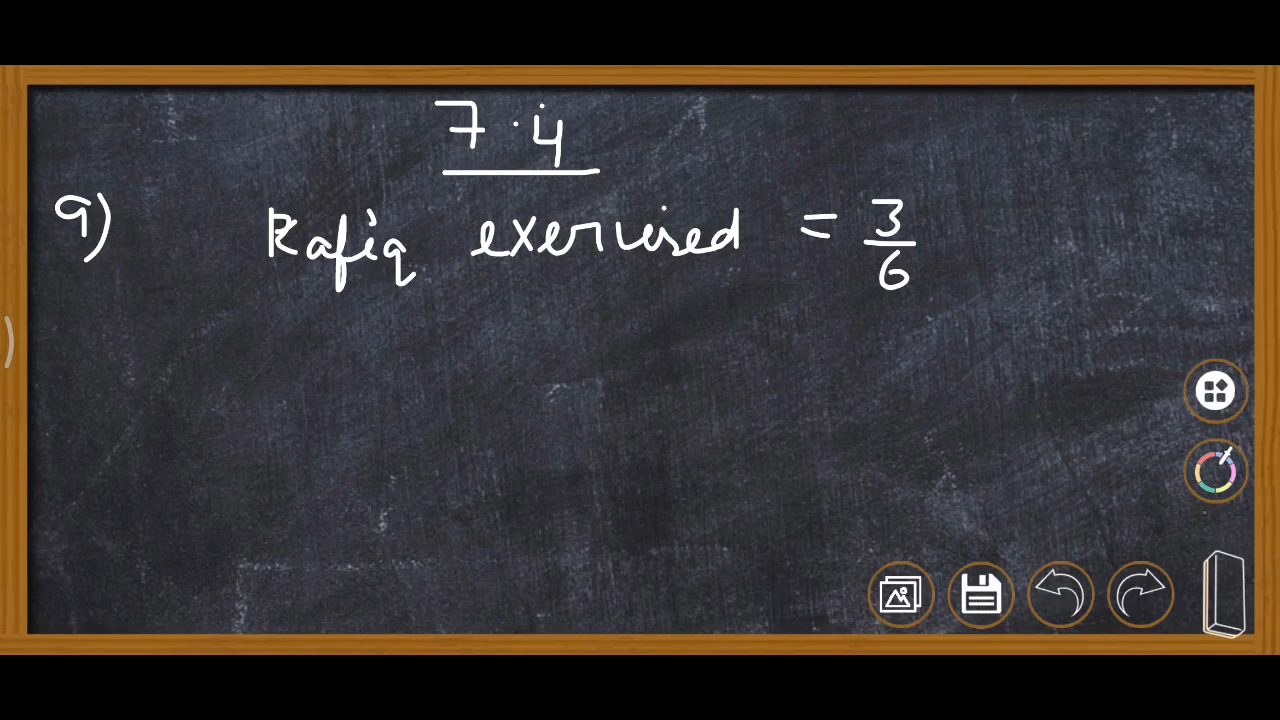 7.4
9) Rafiq exercised = 3/6